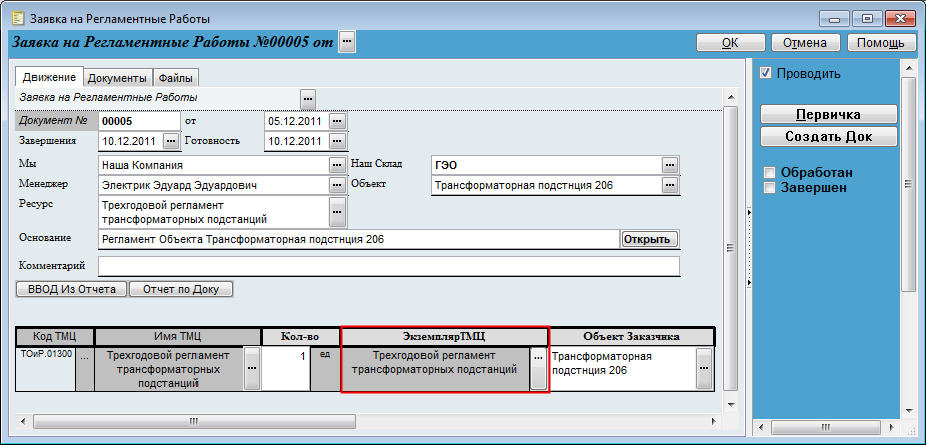 Заявка на Регламентные Работы
Заявка на Регламентные Работы №00005 от ...
OK Отмена Помощь
Движение Документы Файлы
Проводить
Заявка на Регламентные Работы ...
Документ № 00005 от 05.12.2011 ...
Первичка
Завершения 10.12.2011 ... Готовность 10.12.2011 ...
Создать Док
Мы Наша Компания ... Наш Склад ГЭО ...
Обработан
Менеджер Электрик Эдуард Эдуардович ... Объект Трансформаторная подстнция 206 ...
Завершен
Ресурс Трехгодовой регламент
трансформаторных подстанций ...
Основание Регламент Объекта Трансформаторная подстнция 206 Открыть
Комментарий
ВВОД Из Отчета Отчет по Доку
Код ТМЦ Имя ТМЦ Кол-во ЭкземплярТМЦ Объект Заказчика
ТОиР.01300 ... Трехгодовой регламент 1 ед Трехгодовой регламент ... Трансформаторная
трансформаторных ... трансформаторных подстанций подстнция 206 ...
подстанций